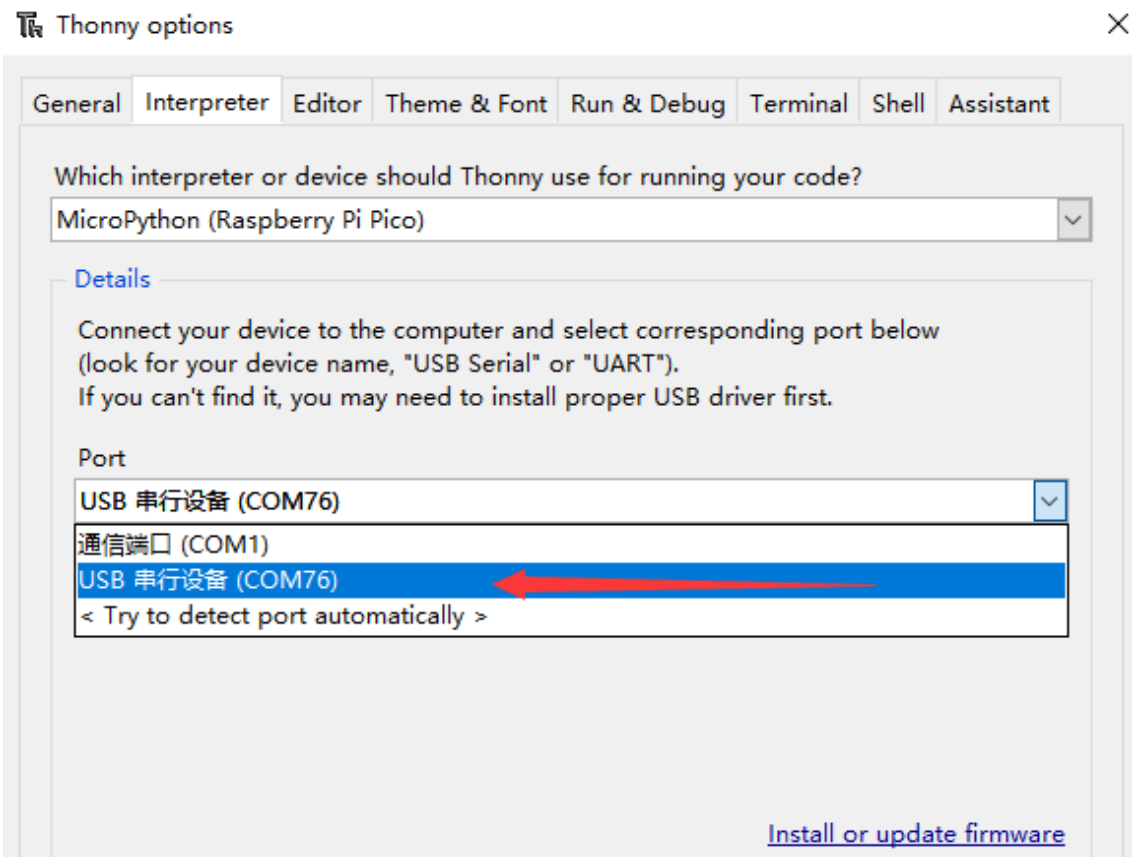 Thonny options
General Interpreter Editor Theme & Font Run & Debug Terminal Shell Assistant
Which interpreter or device should Thonny use for running your code?
MicroPython (Raspberry Pi Pico)
Details
Connect your device to the computer and select corresponding port below
(look for your device name, "USB Serial" or "UART").
If you can't find it, you may need to install proper USB driver first.
Port
USB 串行设备 (COM76)
通信端口 (COM1)
USB 串行设备 (COM76)
< Try to detect port automatically >
Install or update firmware